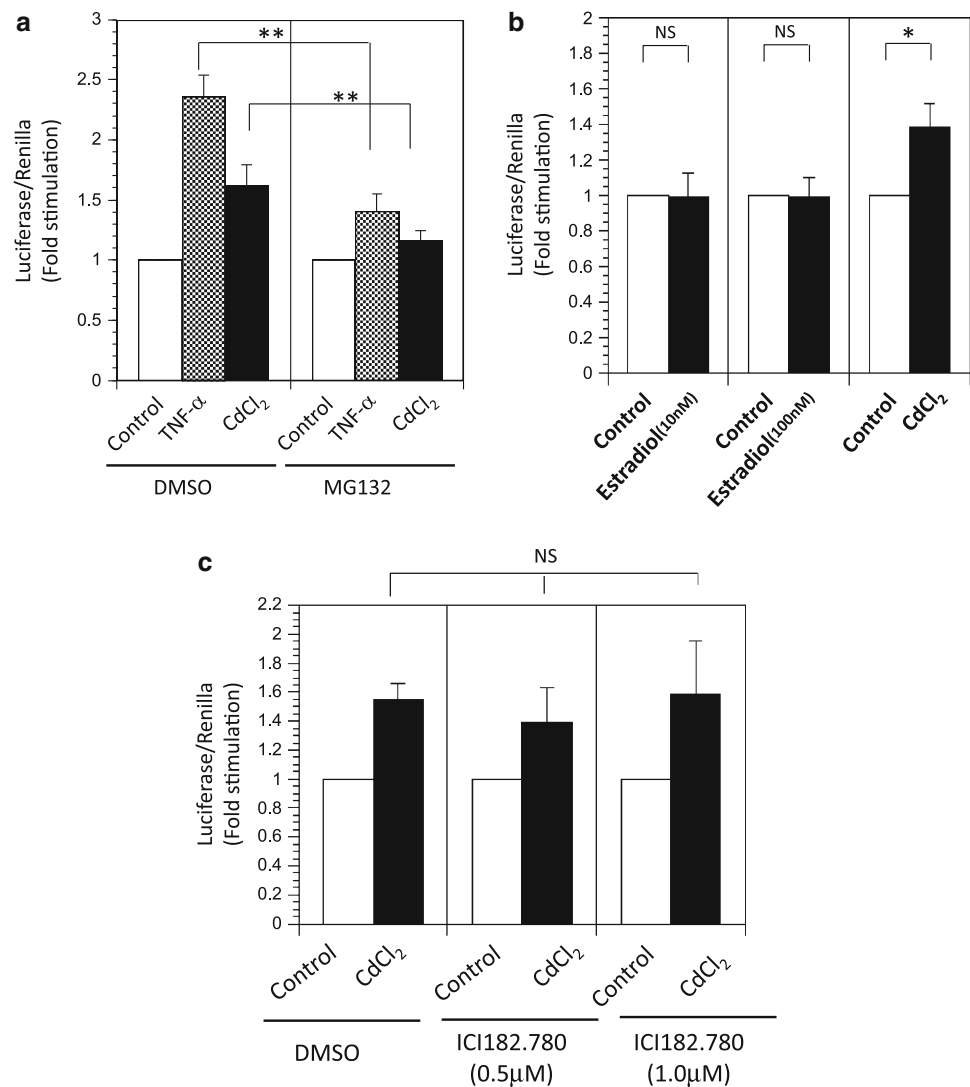 a
Luciferase/Renilla
(Fold stimulation)
3
2.5
2
1.5
1
0.5
0
**
**
Control
TNF-α
CdCl₂
Control
TNF-α
CdCl₂
DMSO
MG132
b
Luciferase/Renilla
(Fold stimulation)
2
1.8
1.6
1.4
1.2
1
0.8
0.6
0.4
0.2
0
NS
NS
*
Control
Estradiol(10nM)
Control
Estradiol(100nM)
Control
CdCl₂
c
Luciferase/Renilla
(Fold stimulation)
2.2
2
1.8
1.6
1.4
1.2
1
0.8
0.6
0.4
0.2
0
NS
Control
CdCl₂
Control
CdCl₂
Control
CdCl₂
DMSO
ICI182.780
(0.5μM)
ICI182.780
(1.0μM)